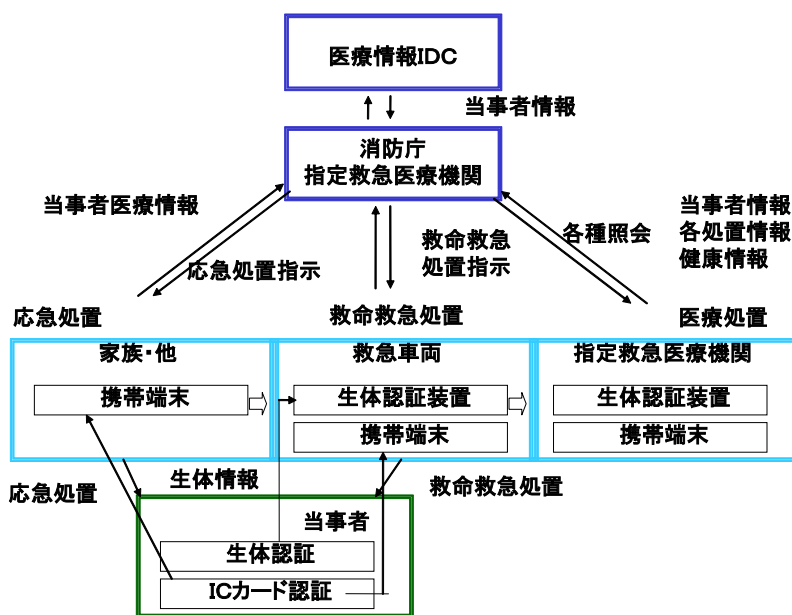 医療情報IDC
当事者情報
消防庁
指定救急医療機関
当事者医療情報
応急処置指示
救命救急
処置指示
各種照会
当事者情報
各処置情報
健康情報
応急処置
救命救急処置
医療処置
家族・他
救急車両
指定救急医療機関
携帯端末
生体認証装置
生体認証装置
携帯端末
携帯端末
応急処置
生体情報
救命救急処置
当事者
生体認証
ICカード認証